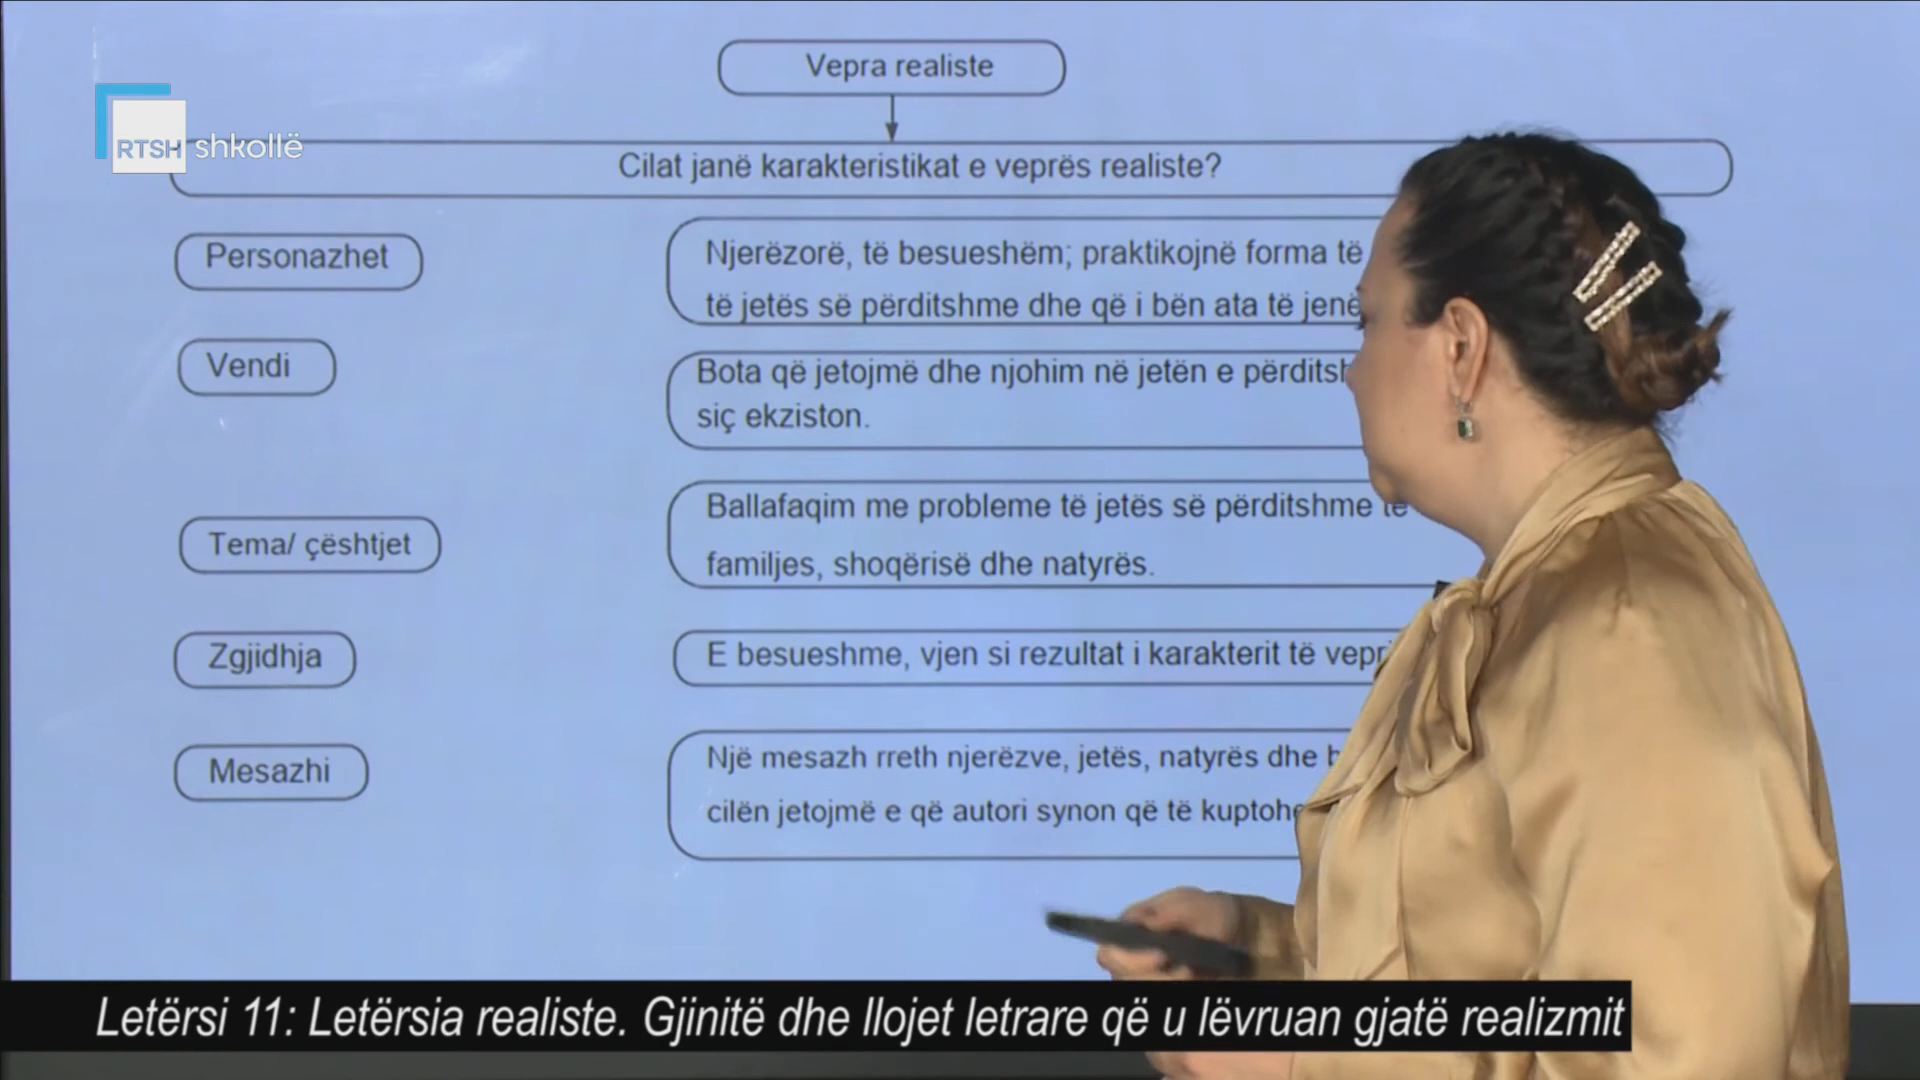 Vepra realiste
RTSH shkollë
Cilat janë karakteristikat e veprës realiste?
Personazhet
Njerëzorë, të besueshëm; praktikojnë forma të
të jetës së përditshme dhe që i bën ata të jenë
Vendi
Bota që jetojmë dhe njohim në jetën e
siç ekziston.
Tema/ çështjet
Ballafaqim me probleme të jetës së përditshme të
familjes, shoqërisë dhe natyrës.
Zgjidhja
E besueshme, vjen si rezultat i karakterit të
Mesazhi
Një mesazh rreth njerëzve, jetës, natyrës dhe
cilën jetojmë e që autori synon që të
Letërsi 11: Letërsia realiste. Gjinitë dhe llojet letrare që u lëvruan gjatë realizmit